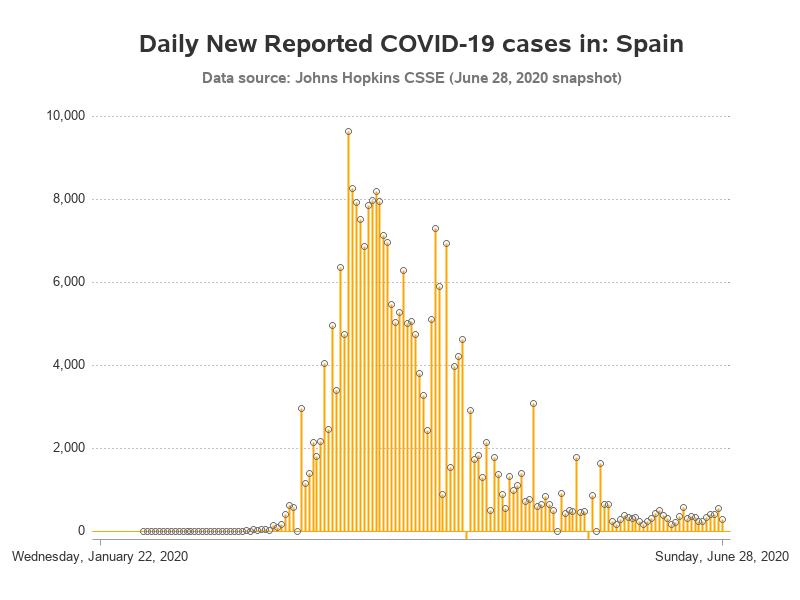 Daily New Reported COVID-19 cases in: Spain
Data source: Johns Hopkins CSSE (June 28, 2020 snapshot)
10,000
8,000
6,000
4,000
2,000
0
Wednesday, January 22, 2020
Sunday, June 28, 2020